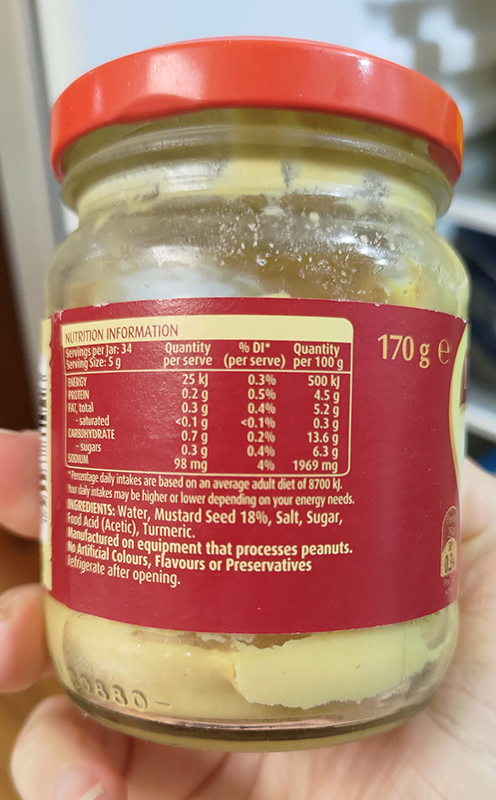 NUTRITION INFORMATION
Servings per Jar: 34 Quantity % DI* Quantity
Serving Size: 5 g per serve (per serve) per 100 g
ENERGY 25 kJ 0.3% 500 kJ
PROTEIN 0.2 g 0.5% 4.5 g
FAT, total 0.3 g 0.4% 5.2 g
- saturated <0.1 g <0.1% 0.3 g
CARBOHYDRATE 0.7 g 0.2% 13.6 g
- sugars 0.3 g 0.4% 6.3 g
SODIUM 98 mg 4% 1969 mg
*Percentage daily intakes are based on an average adult diet of 8700 kJ.
Your daily intakes may be higher or lower depending on your energy needs.
INGREDIENTS: Water, Mustard Seed 18%, Salt, Sugar,
Food Acid (Acetic), Turmeric.
Manufactured on equipment that processes peanuts.
No Artificial Colours, Flavours or Preservatives
Refrigerate after opening.
170 g e
0.3%